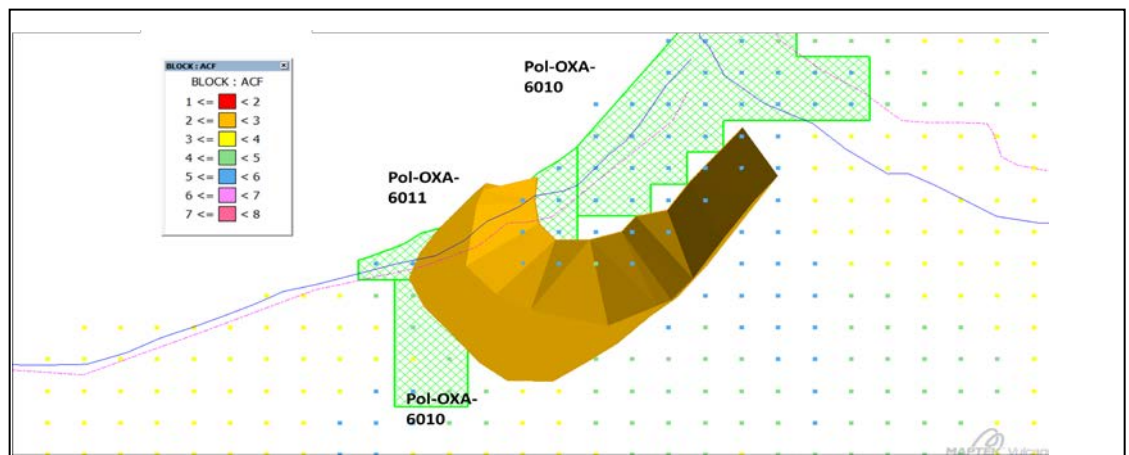 BLOCK : ACF
BLOCK : ACF
1 <= < 2
2 <= < 3
3 <= < 4
4 <= < 5
5 <= < 6
6 <= < 7
7 <= < 8
Pol-OXA-
6010
Pol-OXA-
6011
Pol-OXA-
6010
MAPTEK Vulcan